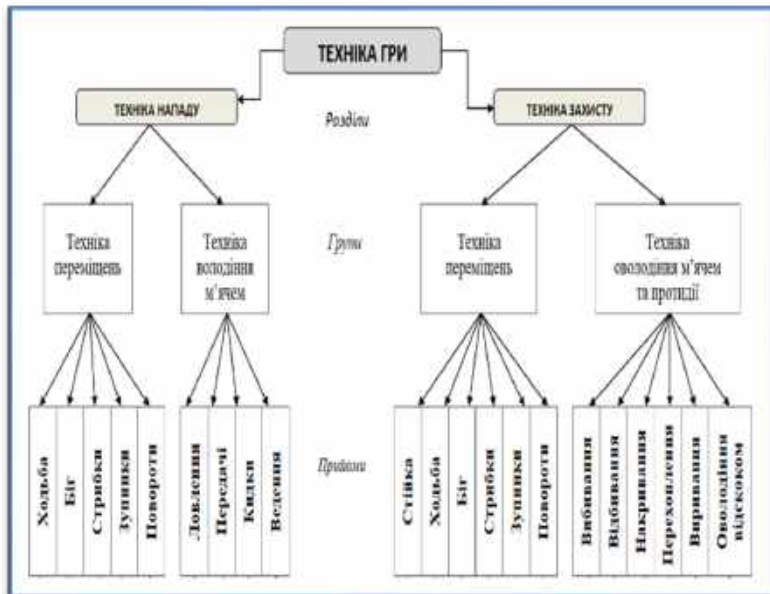 ТЕХНІКА ГРИ
ТЕХНІКА НАПАДУ
Розділи
ТЕХНІКА ЗАХИСТУ
Техніка
переміщень
Техніка
володіння
м'ячем
Групи
Техніка
переміщень
Техніка
оволодіння м'ячем
та протидії
Ходьба
Біг
Стрибки
Зупинки
Повороти
Ловлення
Передачі
Кидки
Ведення
Прийоми
Стійка
Ходьба
Біг
Стрибки
Зупинки
Повороти
Вибивання
Відбивання
Накривання
Перехоплення
Виривання
Оволодіння
відскоком